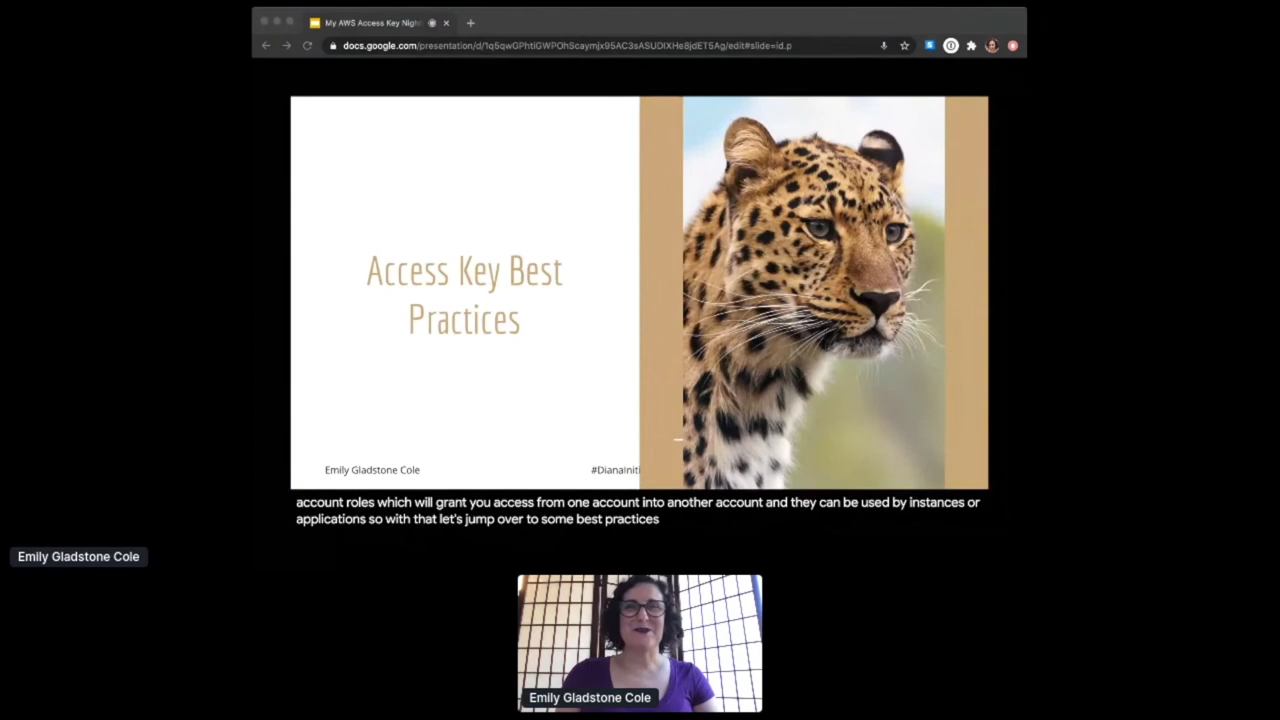 My AWS Access Key Nigh
docs.google.com/presentation/d/1q5qwGPhtiGWPOhScaymjx95AC3sASUDIXHe8jdET5Ag/edit#slide=id.p
Access Key Best
Practices
Emily Gladstone Cole
#DianaIniti
account roles which will grant you access from one account into another account and they can be used by instances or
applications so with that let's jump over to some best practices
Emily Gladstone Cole
Emily Gladstone Cole